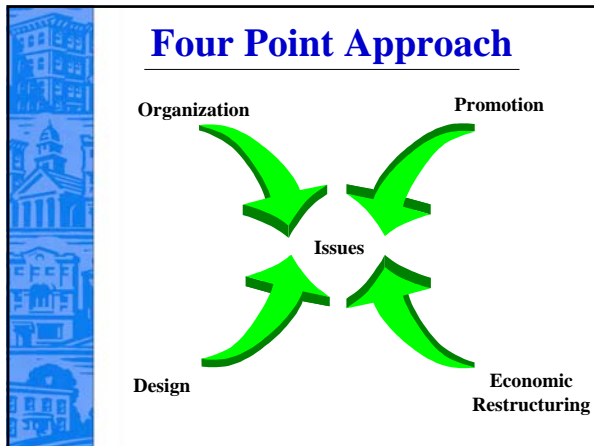 Four Point Approach
Organization
Promotion
Issues
Design
Economic
Restructuring